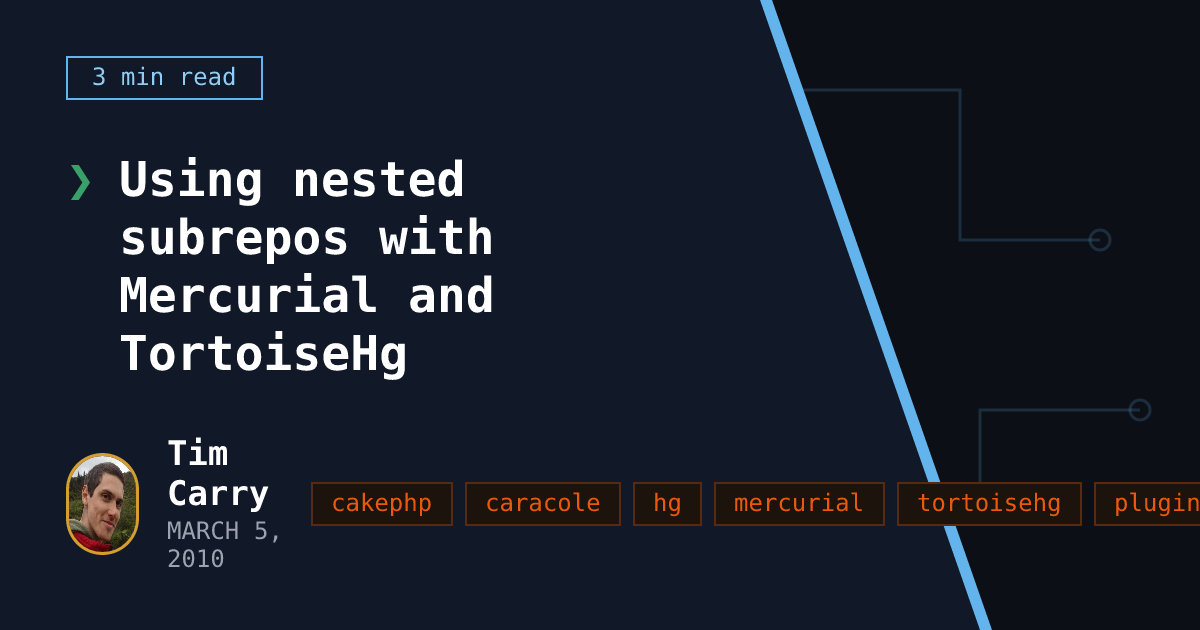 3 min read
❯ Using nested
subrepos with
Mercurial and
TortoiseHg
Tim
Carry
MARCH 5,
2010
cakephp caracole hg mercurial tortoisehg plugin